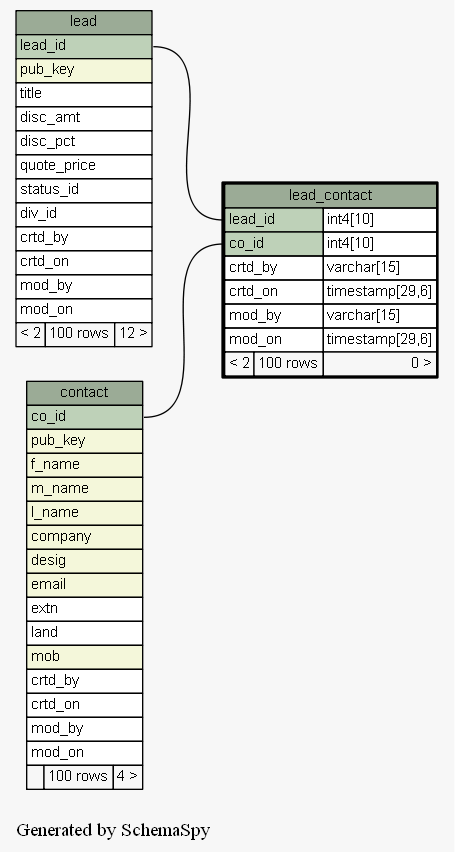 lead
lead_id
pub_key
title
disc_amt
disc_pct
quote_price
status_id
div_id
crtd_by
crtd_on
mod_by
mod_on
< 2 100 rows 12 >
lead_contact
lead_id int4[10]
co_id int4[10]
crtd_by varchar[15]
crtd_on timestamp[29,6]
mod_by varchar[15]
mod_on timestamp[29,6]
< 2 100 rows 0 >
contact
co_id
pub_key
f_name
m_name
l_name
company
desig
email
extn
land
mob
crtd_by
crtd_on
mod_by
mod_on
100 rows 4 >
Generated by SchemaSpy